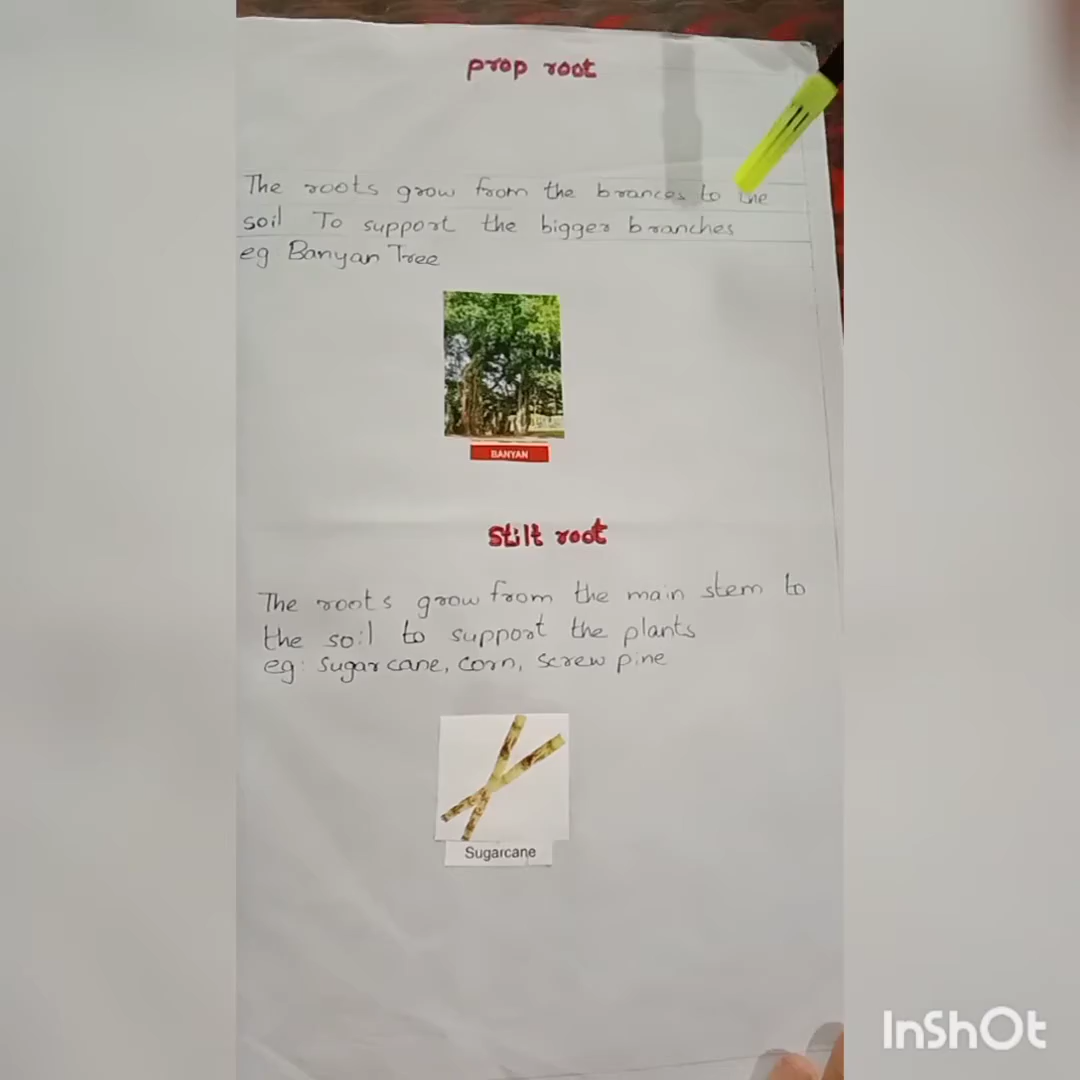 prop root
The roots grow from the brances to the
soil To support the bigger branches
eg Banyan Tree
BANYAN
Stilt root
The roots grow from the main stem to
the soil to support the plants
eg: sugarcane, corn, screw pine
Sugarcane
InShOt